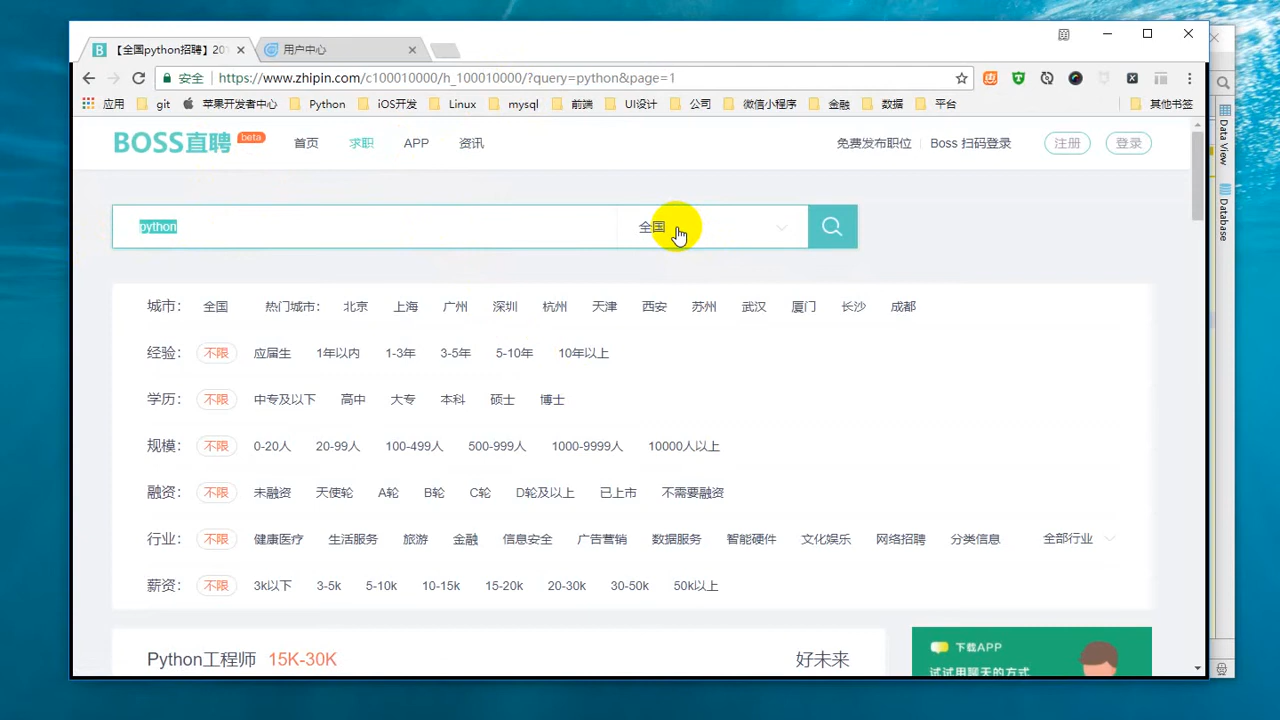 【全国python招聘】20 用户中心
安全 https://www.zhipin.com/c100010000/h_100010000/?query=python&page=1
应用 git 苹果开发者中心 Python iOS开发 Linux mysql 前端 UI设计 公司 微信小程序 金融 数据 平台 其他书签
BOSS直聘 beta 首页 求职 APP 资讯 免费发布职位 Boss 扫码登录 注册 登录
python 全国
城市： 全国 热门城市： 北京 上海 广州 深圳 杭州 天津 西安 苏州 武汉 厦门 长沙 成都
经验： 不限 应届生 1年以内 1-3年 3-5年 5-10年 10年以上
学历： 不限 中专及以下 高中 大专 本科 硕士 博士
规模： 不限 0-20人 20-99人 100-499人 500-999人 1000-9999人 10000人以上
融资： 不限 未融资 天使轮 A轮 B轮 C轮 D轮及以上 已上市 不需要融资
行业： 不限 健康医疗 生活服务 旅游 金融 信息安全 广告营销 数据服务 智能硬件 文化娱乐 网络招聘 分类信息 全部行业
薪资： 不限 3k以下 3-5k 5-10k 10-15k 15-20k 20-30k 30-50k 50k以上
Python工程师 15K-30K 好未来
下载APP
试试用聊天的方式
Data View
Database